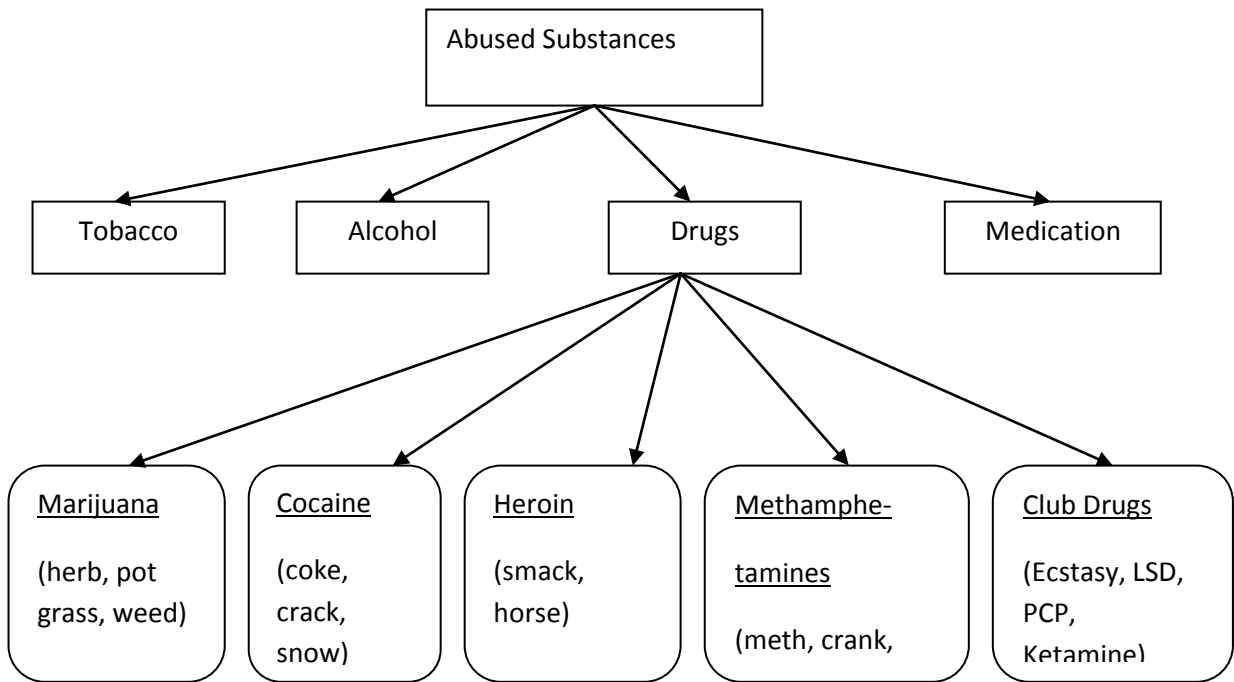 Abused Substances
Tobacco
Alcohol
Drugs
Medication
Marijuana
(herb, pot
grass, weed)
Cocaine
(coke,
crack,
snow)
Heroin
(smack,
horse)
Methamphe-
tamines
(meth, crank,
Club Drugs
(Ecstasy, LSD,
PCP,
Ketamine)